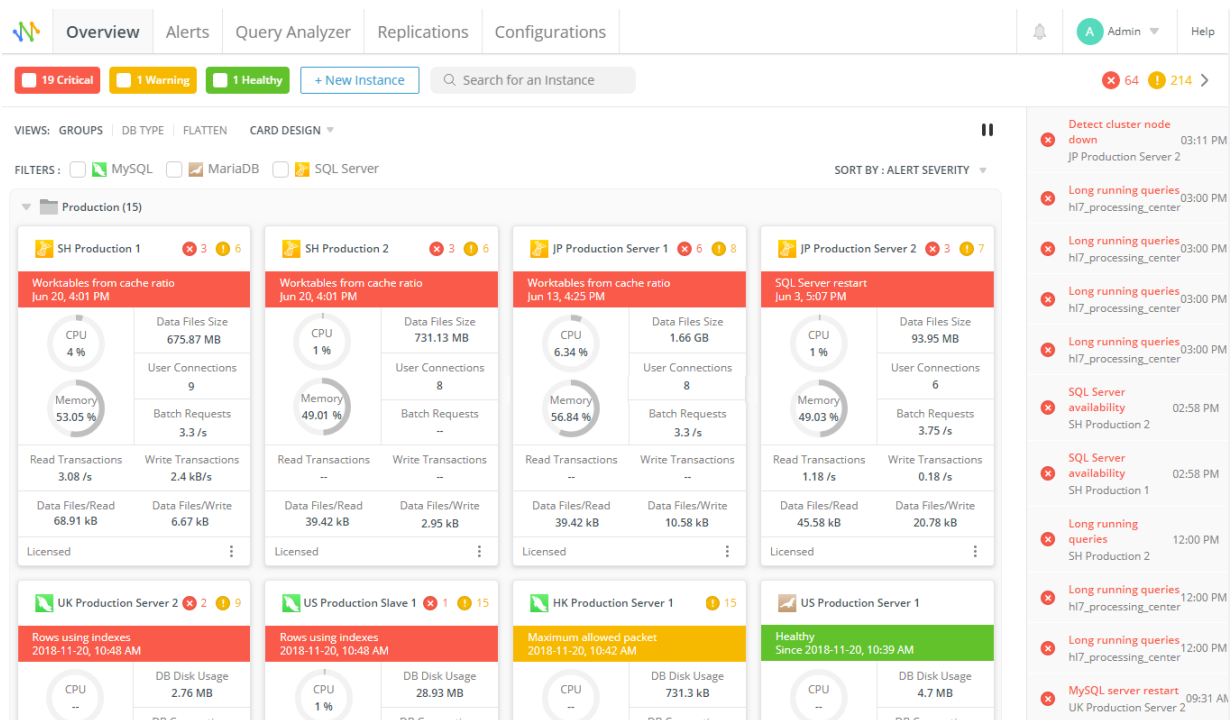 Overview
Alerts
Query Analyzer
Replications
Configurations
A
Admin
Help
19 Critical
1 Warning
1 Healthy
+ New Instance
Search for an Instance
64
214
VIEWS: GROUPS
DB TYPE
FLATTEN
CARD DESIGN
FILTERS :
MySQL
MariaDB
SQL Server
SORT BY : ALERT SEVERITY
Production (15)
SH Production 1
3
6
Worktables from cache ratio
Jun 20, 4:01 PM
CPU
4 %
Data Files Size
675.87 MB
User Connections
9
Memory
53.05 %
Batch Requests
3.3 /s
Read Transactions
3.08 /s
Write Transactions
2.4 kB/s
Data Files/Read
68.91 kB
Data Files/Write
6.67 kB
Licensed
SH Production 2
3
6
Worktables from cache ratio
Jun 20, 4:01 PM
CPU
1 %
Data Files Size
731.13 MB
User Connections
8
Memory
49.01 %
Batch Requests
--
Read Transactions
--
Write Transactions
--
Data Files/Read
39.42 kB
Data Files/Write
2.95 kB
Licensed
JP Production Server 1
6
8
Worktables from cache ratio
Jun 13, 4:25 PM
CPU
6.34 %
Data Files Size
1.66 GB
User Connections
8
Memory
56.84 %
Batch Requests
3.3 /s
Read Transactions
--
Write Transactions
--
Data Files/Read
39.42 kB
Data Files/Write
10.58 kB
Licensed
JP Production Server 2
3
7
SQL Server restart
Jun 3, 5:07 PM
CPU
1 %
Data Files Size
93.95 MB
User Connections
6
Memory
49.03 %
Batch Requests
3.75 /s
Read Transactions
1.18 /s
Write Transactions
0.18 /s
Data Files/Read
45.58 kB
Data Files/Write
20.78 kB
Licensed
UK Production Server 2
2
9
Rows using indexes
2018-11-20, 10:48 AM
CPU
--
DB Disk Usage
2.76 MB
US Production Slave 1
1
15
Rows using indexes
2018-11-20, 10:48 AM
CPU
1 %
DB Disk Usage
28.93 MB
HK Production Server 1
15
Maximum allowed packet
2018-11-20, 10:42 AM
CPU
--
DB Disk Usage
731.3 kB
US Production Server 1
Healthy
Since 2018-11-20, 10:39 AM
CPU
--
DB Disk Usage
4.7 MB
Detect cluster node
down
03:11 PM
JP Production Server 2
Long running queries
03:00 PM
hl7_processing_center
Long running queries
03:00 PM
hl7_processing_center
Long running queries
03:00 PM
hl7_processing_center
Long running queries
03:00 PM
hl7_processing_center
SQL Server
availability
02:58 PM
SH Production 2
SQL Server
availability
02:58 PM
SH Production 1
Long running
queries
12:00 PM
SH Production 2
Long running queries
12:00 PM
hl7_processing_center
Long running queries
12:00 PM
hl7_processing_center
MySQL server restart
09:31 AM
UK Production Server 2